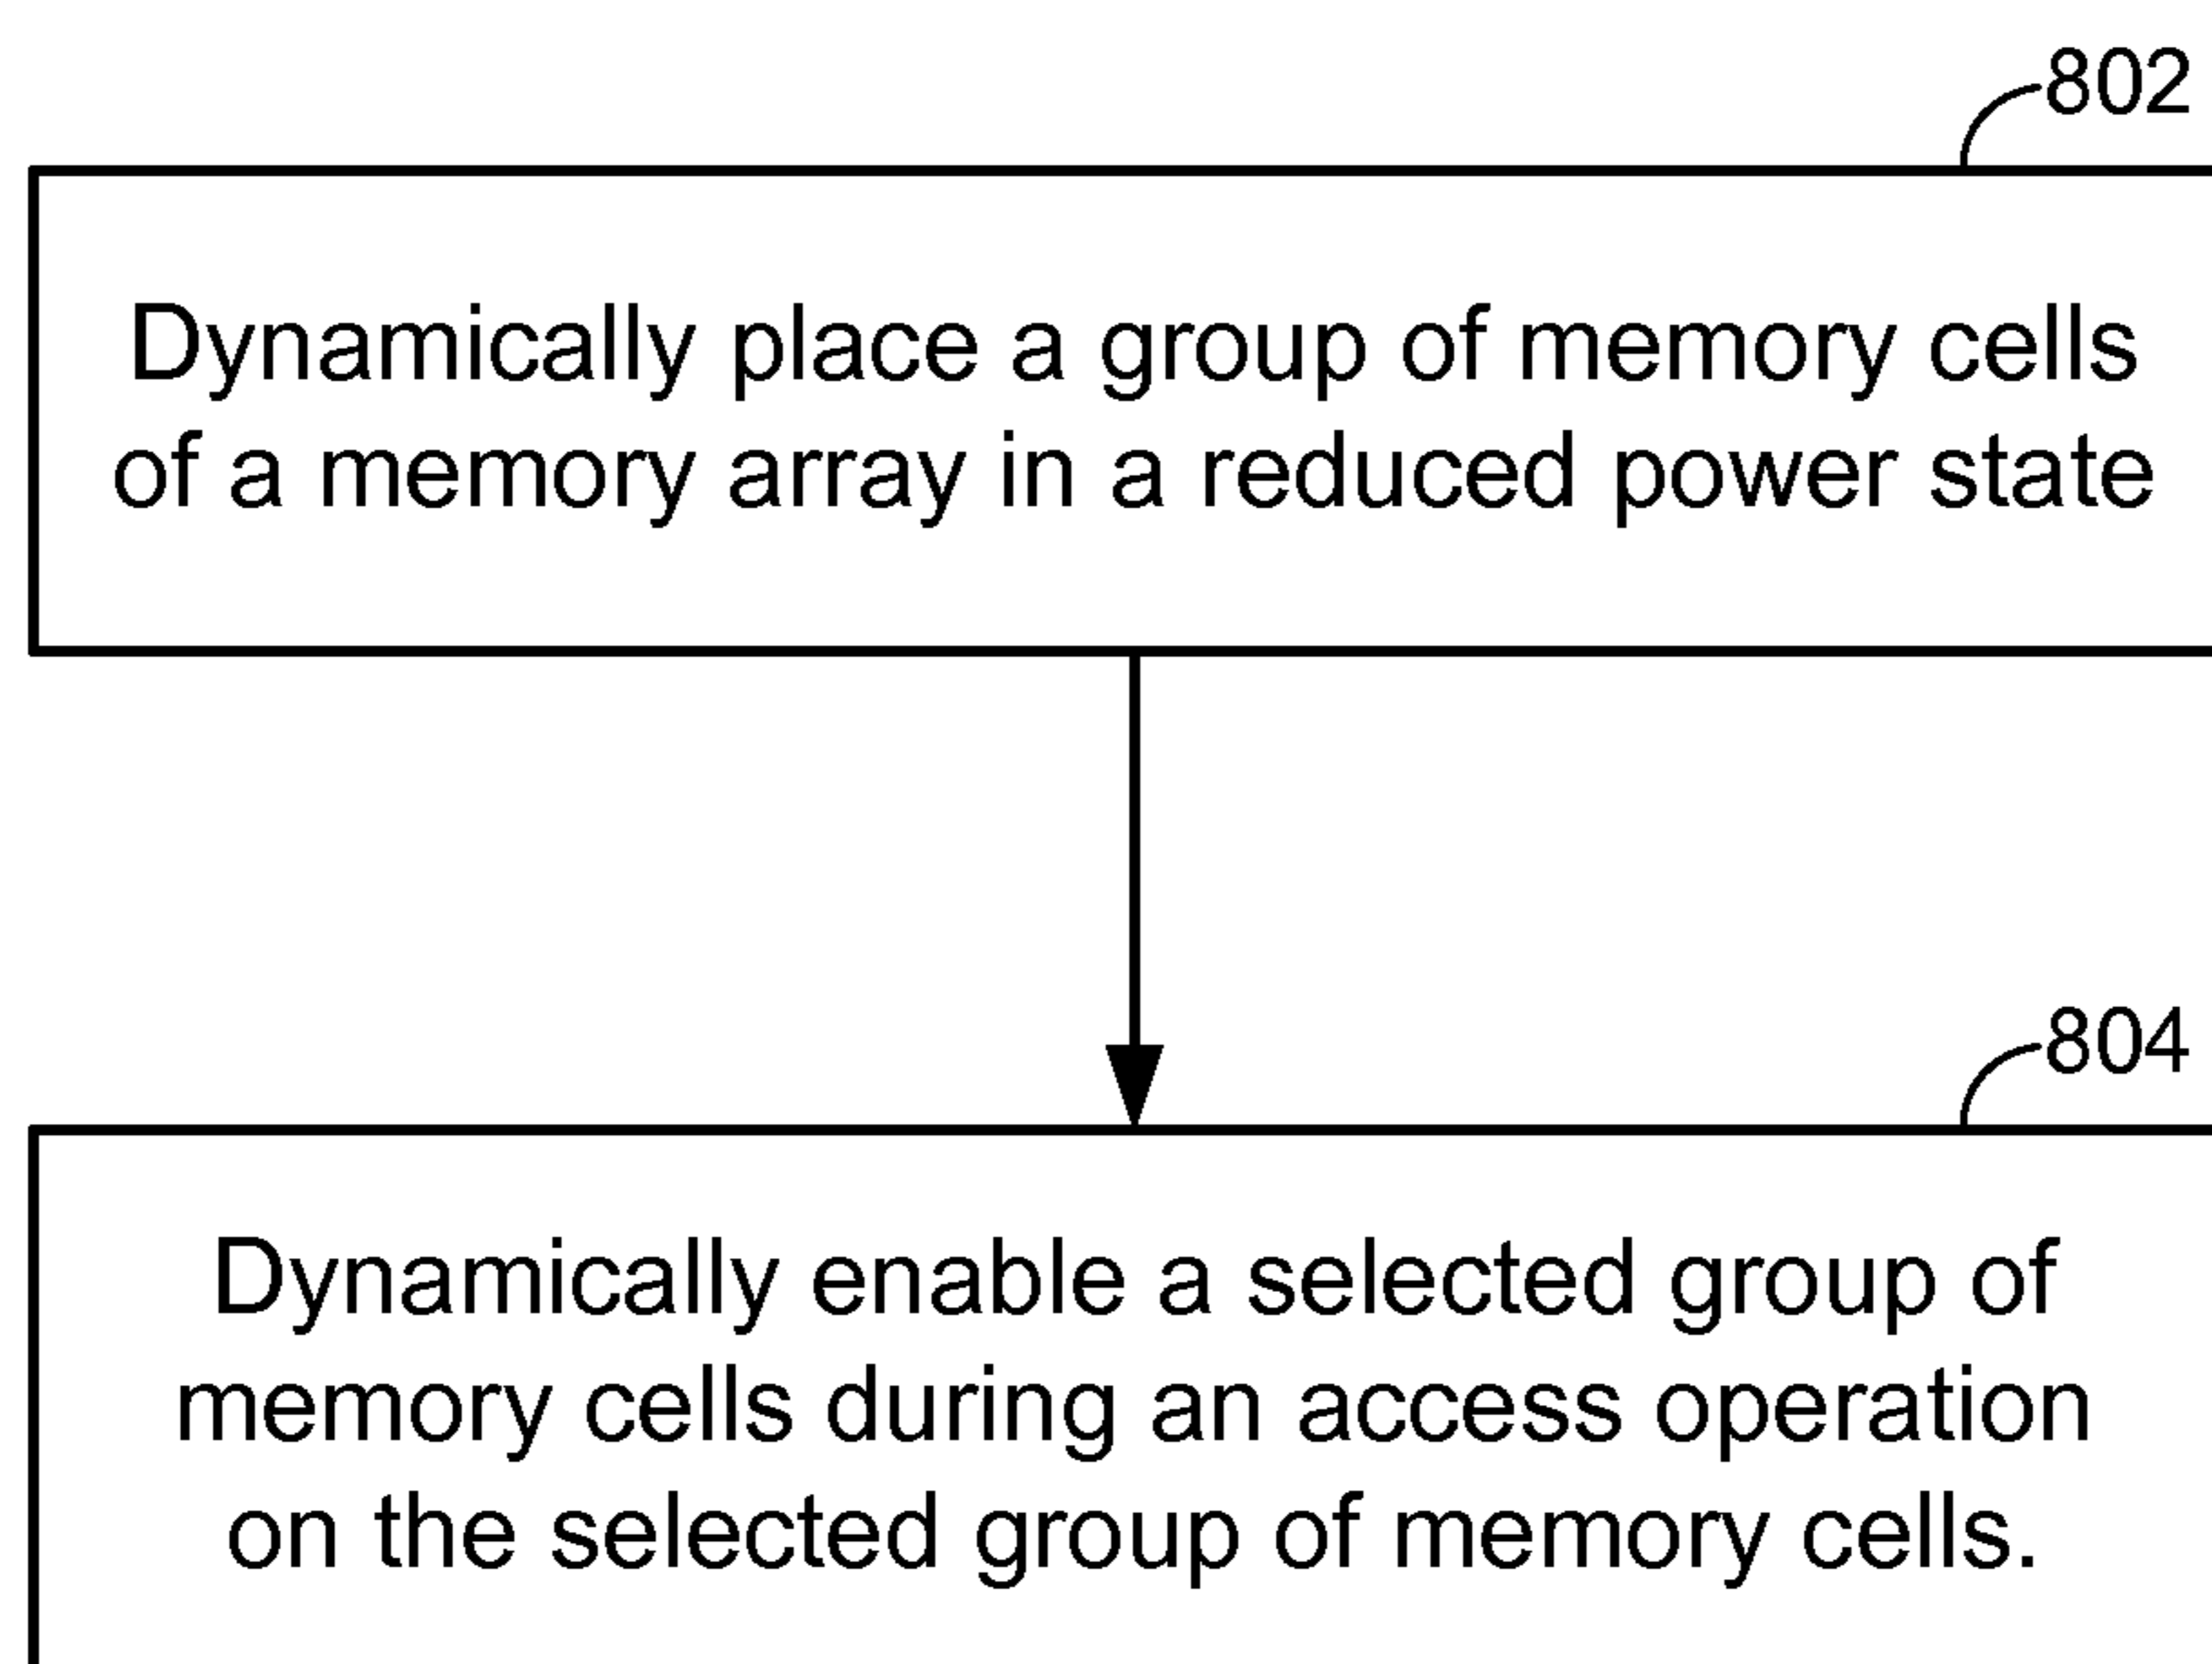 802
Dynamically place a group of memory cells
of a memory array in a reduced power state
804
Dynamically enable a selected group of
memory cells during an access operation
on the selected group of memory cells.